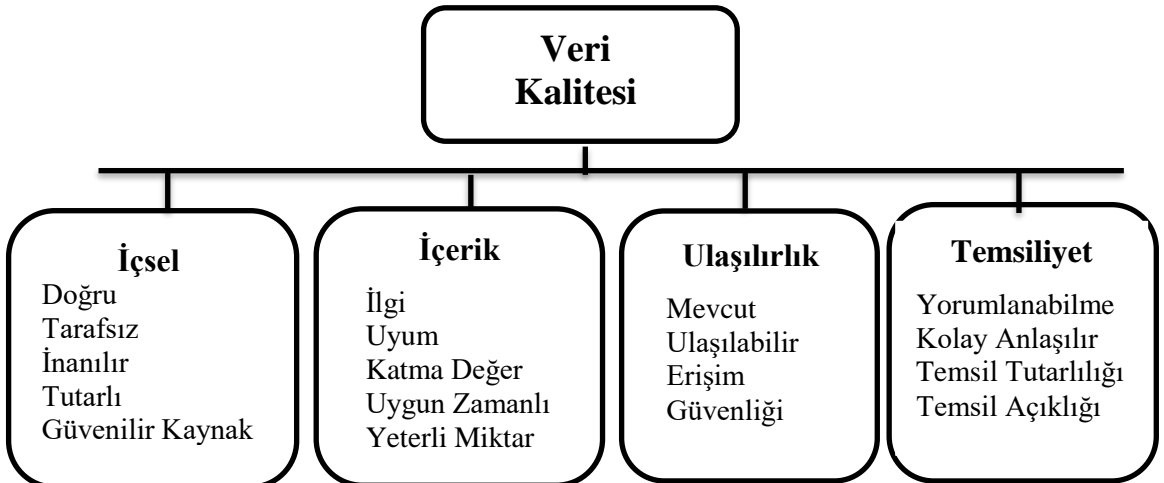 Veri
Kalitesi
İçsel
Doğru
Tarafsız
İnanılır
Tutarlı
Güvenilir Kaynak
İçerik
İlgi
Uyum
Katma Değer
Uygun Zamanlı
Yeterli Miktar
Ulaşılırlık
Mevcut
Ulaşılabilir
Erişim
Güvenliği
Temsiliyet
Yorumlanabilme
Kolay Anlaşılır
Temsil Tutarlılığı
Temsil Açıklığı